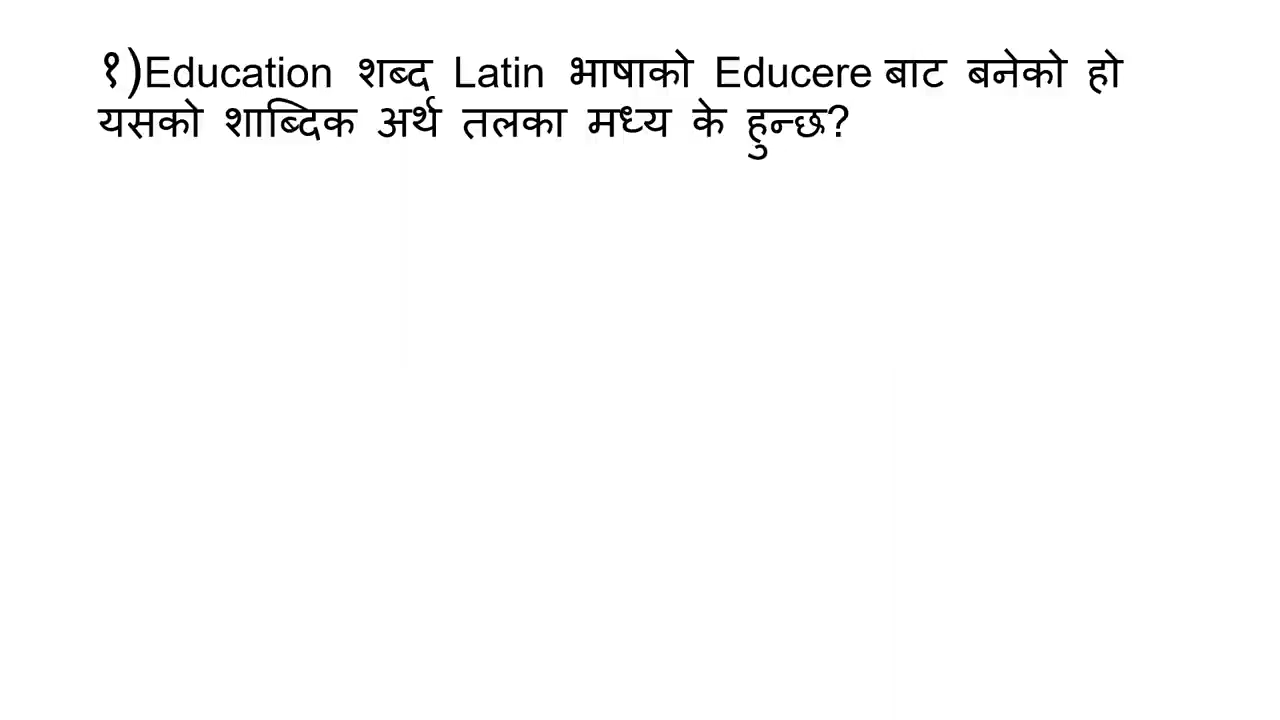 १)Education शब्द Latin भाषाको Educere बाट बनेको हो
यसको शाब्दिक अर्थ तलका मध्य के हुन्छ?